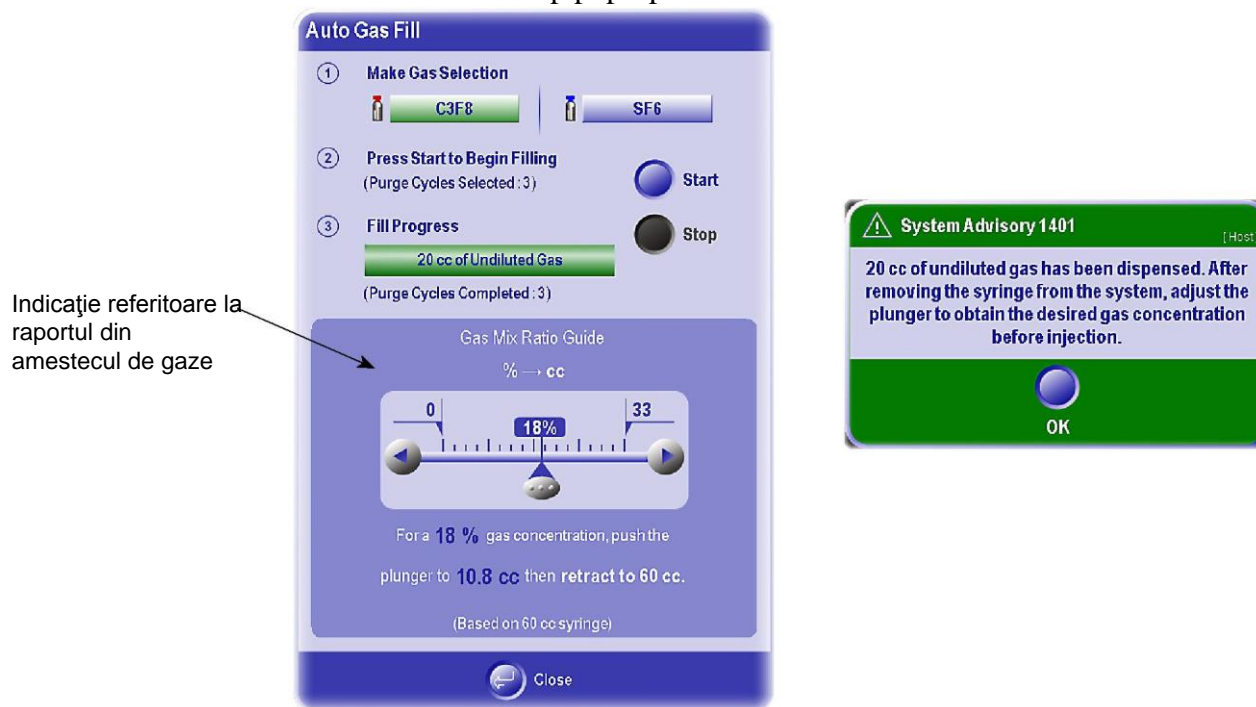 Auto Gas Fill
1 Make Gas Selection
C3F8 SF6
2 Press Start to Begin Filling
(Purge Cycles Selected : 3)
Start
3 Fill Progress
Stop
20 cc of Undiluted Gas
(Purge Cycles Completed : 3)
Indicaţie referitoare la
raportul din
amestecul de gaze
Gas Mix Ratio Guide
% → cc
0 33
18%
For a 18 % gas concentration, push the
plunger to 10.8 cc then retract to 60 cc.
(Based on 60 cc syringe)
Close
System Advisory 1401
[Host]
20 cc of undiluted gas has been dispensed. After
removing the syringe from the system, adjust the
plunger to obtain the desired gas concentration
before injection.
OK